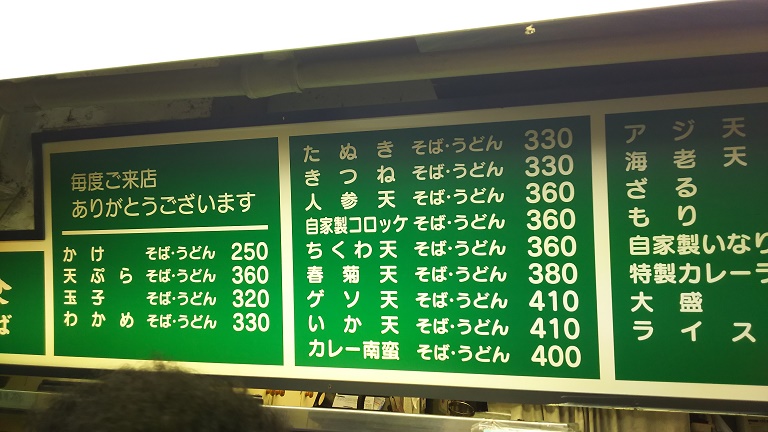 毎度ご来店
ありがとうございます
かけ そば・うどん 250
天ぷら そば・うどん 360
玉子 そば・うどん 320
わかめ そば・うどん 330
たぬき そば・うどん 330
きつね そば・うどん 330
人参天 そば・うどん 360
自家製コロッケ そば・うどん 360
ちくわ天 そば・うどん 360
春菊天 そば・うどん 380
ゲソ天 そば・うどん 410
いか天 そば・うどん 410
カレー南蛮 そば・うどん 400
アジ天
海老天
ざる
もり
自家製いなり
特製カレーラ
大盛
ライス